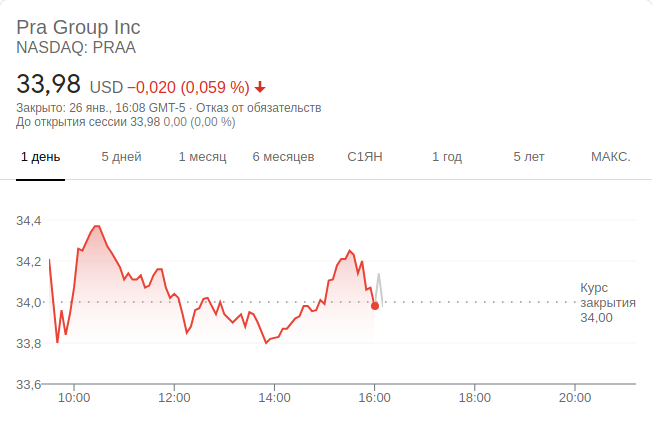 Pra Group Inc
NASDAQ: PRAA
33,98 USD −0,020 (0,059 %)
Закрыто: 26 янв., 16:08 GMT-5 · Отказ от обязательств
До открытия сессии 33,98 0,00 (0,00 %)
1 день 5 дней 1 месяц 6 месяцев С1ЯН 1 год 5 лет МАКС.
34,4
34,2
34,0
33,8
33,6
Курс
закрытия
34,00
10:00 12:00 14:00 16:00 18:00 20:00